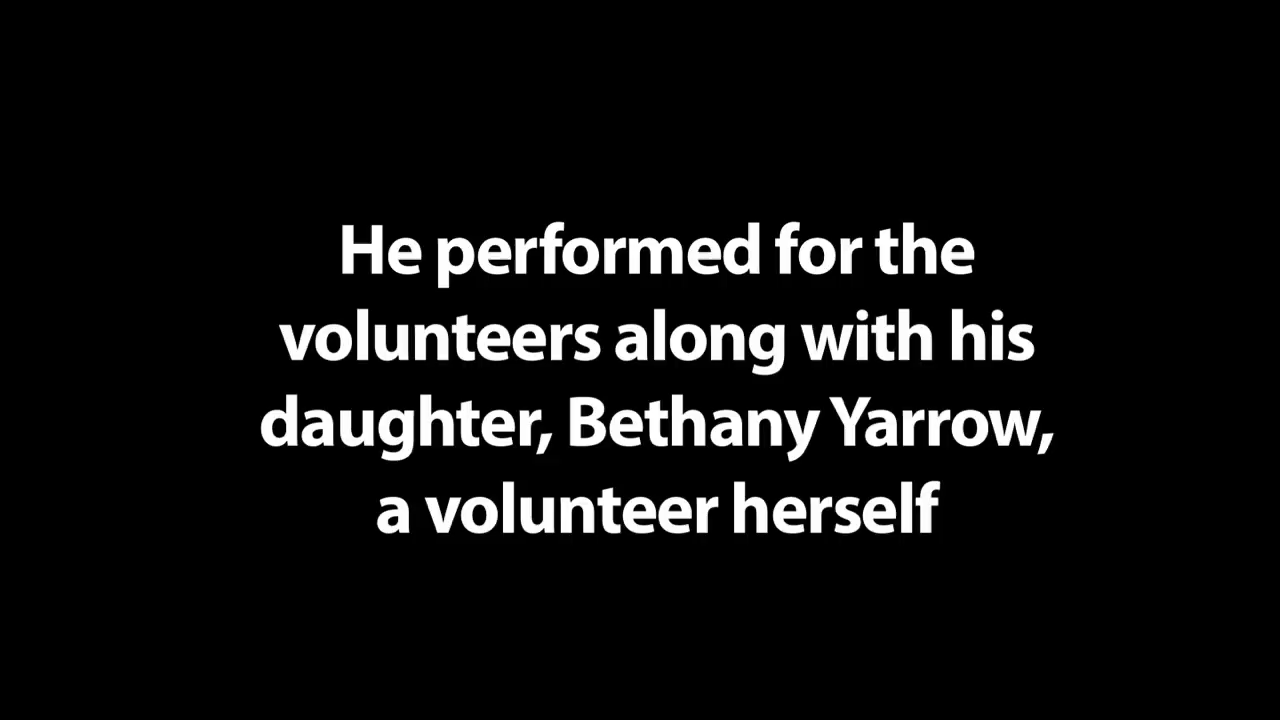 He performed for the
volunteers along with his
daughter, Bethany Yarrow,
a volunteer herself